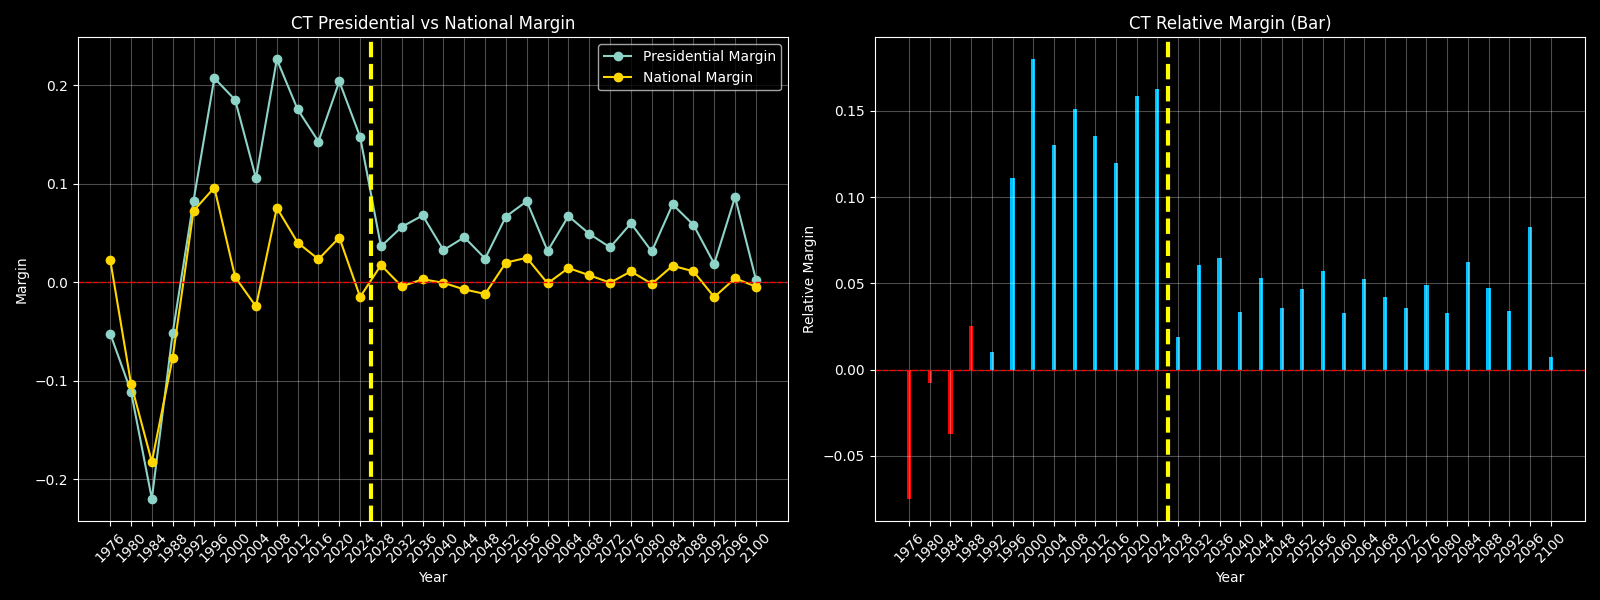 CT Presidential vs National Margin
Presidential Margin
National Margin
0.2
0.1
0.0
−0.1
−0.2
Margin
1976 1980 1984 1988 1992 1996 2000 2004 2008 2012 2016 2020 2024 2028 2032 2036 2040 2044 2048 2052 2056 2060 2064 2068 2072 2076 2080 2084 2088 2092 2096 2100
Year
CT Relative Margin (Bar)
0.15
0.10
0.05
0.00
−0.05
Relative Margin
1976 1980 1984 1988 1992 1996 2000 2004 2008 2012 2016 2020 2024 2028 2032 2036 2040 2044 2048 2052 2056 2060 2064 2068 2072 2076 2080 2084 2088 2092 2096 2100
Year